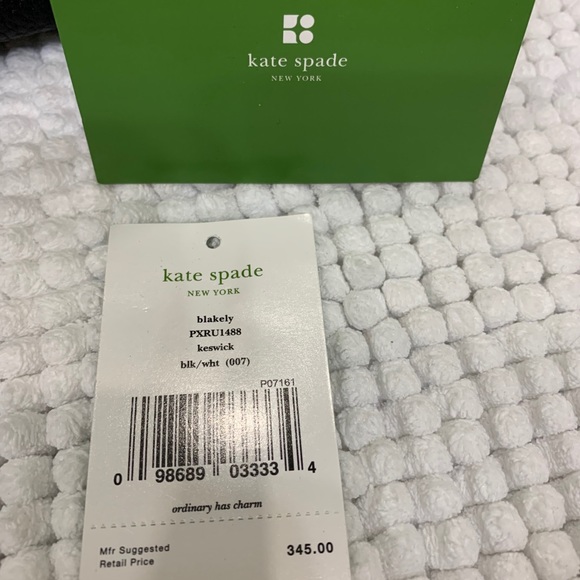 kate spade
NEW YORK
kate spade
NEW YORK
blakely
PXRU1488
keswick
blk/wht (007)
P07161
0 98689 03333 4
ordinary has charm
Mfr Suggested
Retail Price 345.00